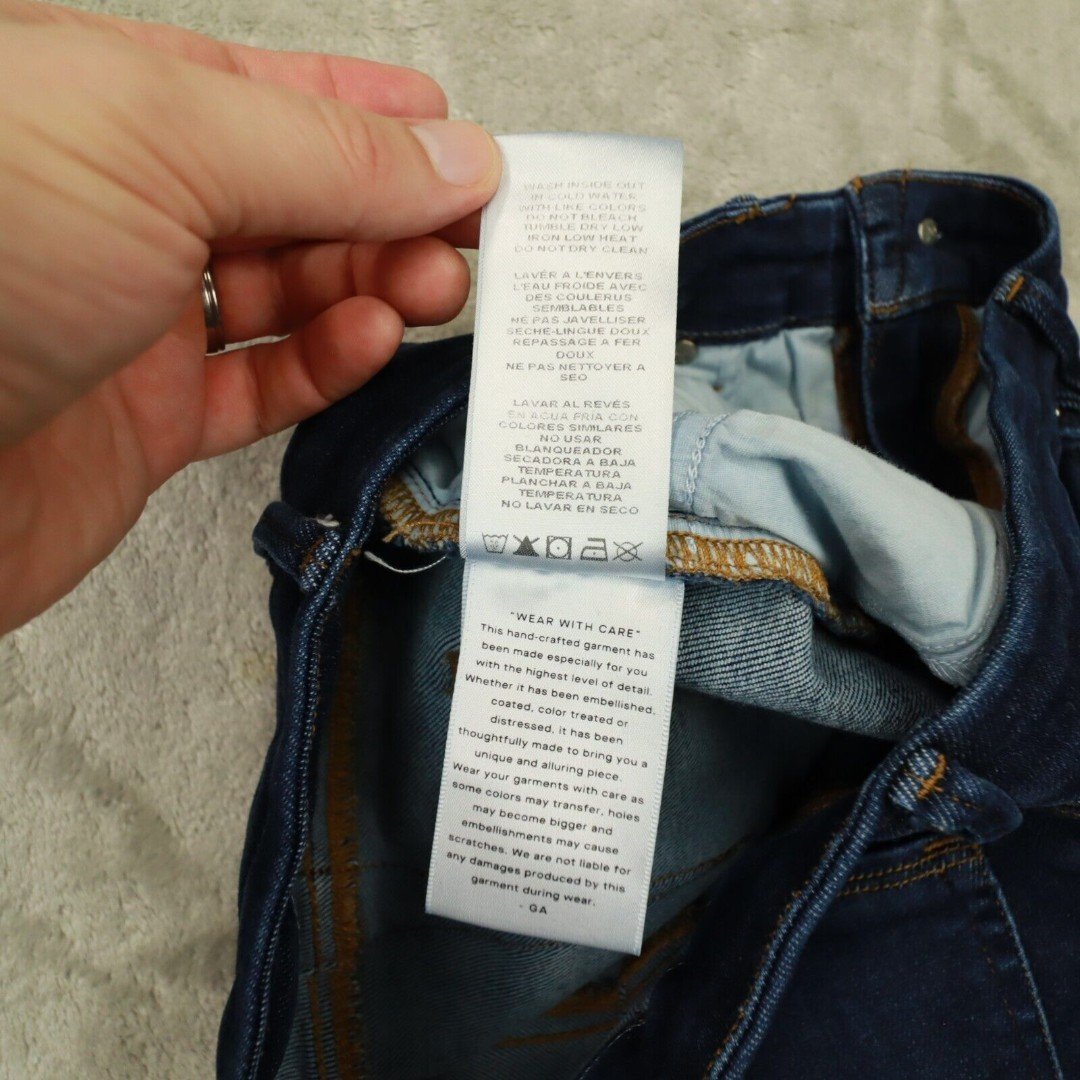 WASH INSIDE OUT
IN COLD WATER
WITH LIKE COLORS
DO NOT BLEACH
TUMBLE DRY LOW
IRON LOW HEAT
DO NOT DRY CLEAN
LAVER A L'ENVERS
L'EAU FROIDE AVEC
DES COULERUS
SEMBLABLES
NE PAS JAVELLISER
SÉCHÉ-LINGUE DOUX
REPASSAGE A FER
DOUX
NE PAS NETTOYER A
SEO
LAVAR AL REVÉS
EN AGUA FRIA CON
COLORES SIMILARES
NO USAR
BLANQUEADOR
SECADORA A BAJA
TEMPERATURA
PLANCHAR A BAJA
TEMPERATURA
NO LAVAR EN SECO
"WEAR WITH CARE"
This hand-crafted garment has
been made especially for you
with the highest level of detail.
Whether it has been embellished,
coated, color treated or
distressed, it has been
thoughtfully made to bring you a
unique and alluring piece.
Wear your garments with care as
some colors may transfer, holes
may become bigger and
embellishments may cause
scratches. We are not liable for
any damages produced by this
garment during wear.
- GA